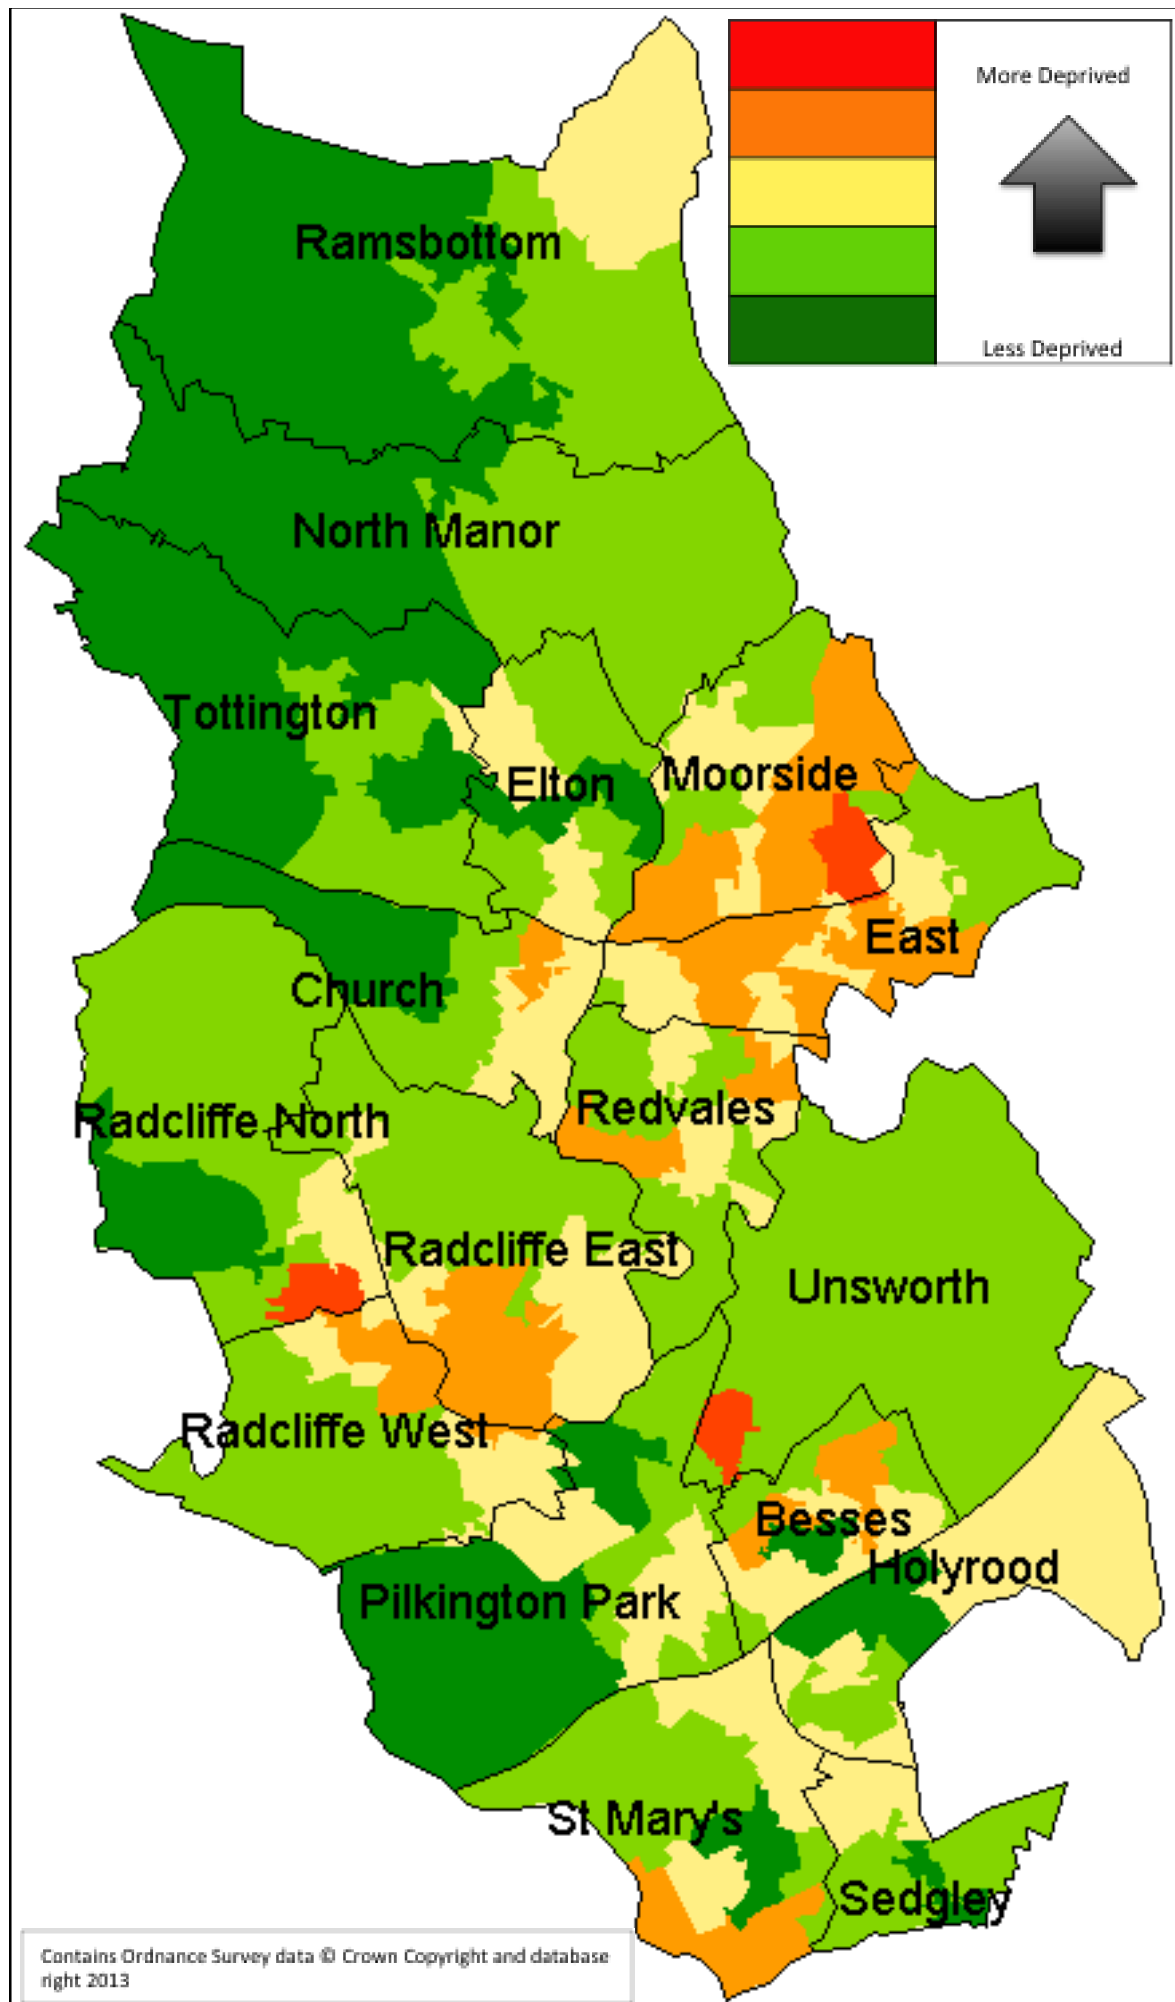 More Deprived
Less Deprived
Ramsbottom
North Manor
Tottington
Elton
Moorside
East
Church
Radcliffe North
Redvales
Radcliffe East
Unsworth
Radcliffe West
Besses
Holyrood
Pilkington Park
St Mary's
Sedgley
Contains Ordnance Survey data © Crown Copyright and database
right 2013